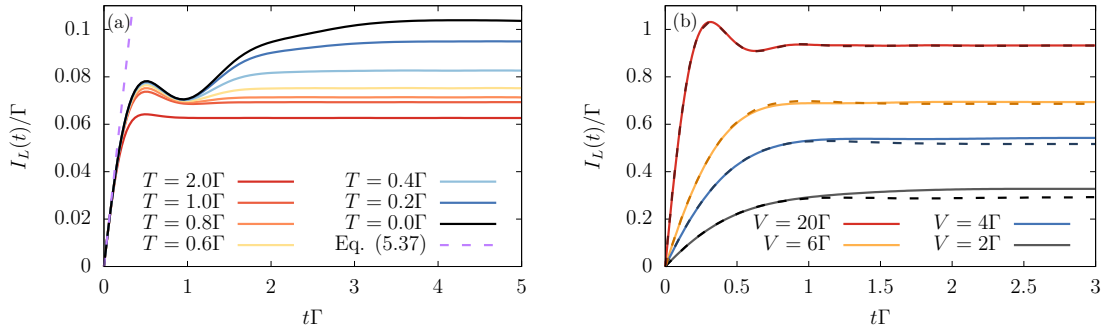 (a)
0.1
0.08
0.06
0.04
0.02
0
I_L(t)/Γ
T = 2.0Γ
T = 1.0Γ
T = 0.8Γ
T = 0.6Γ
T = 0.4Γ
T = 0.2Γ
T = 0.0Γ
Eq. (5.37)
0 1 2 3 4 5
tΓ
(b)
1
0.8
0.6
0.4
0.2
0
I_L(t)/Γ
V = 20Γ
V = 6Γ
V = 4Γ
V = 2Γ
0 0.5 1 1.5 2 2.5 3
tΓ